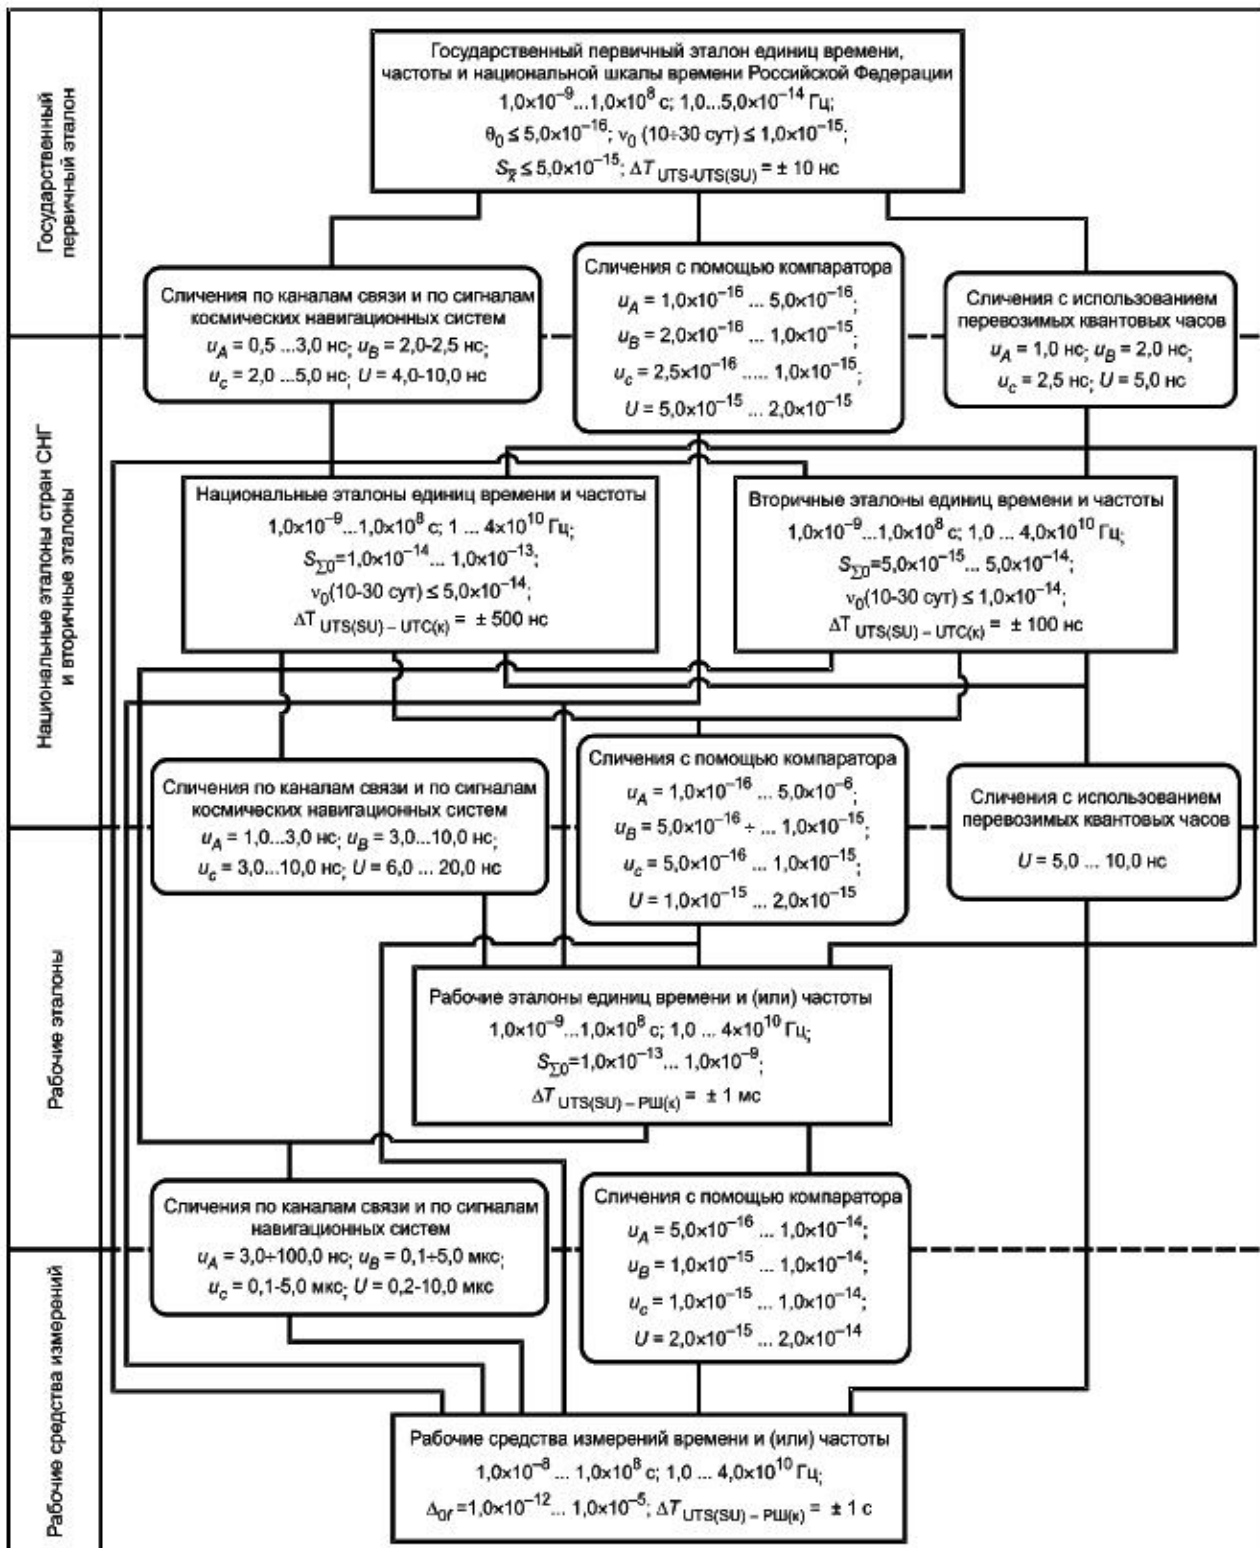 Государственный первичный эталон
Государственный первичный эталон единиц времени,
частоты и национальной шкалы времени Российской Федерации
1,0×10⁻⁹...1,0×10⁸ с; 1,0...5,0×10⁻¹⁴ Гц;
θ₀ ≤ 5,0×10⁻¹⁶; ν₀ (10÷30 сут) ≤ 1,0×10⁻¹⁵;
Sx̄ ≤ 5,0×10⁻¹⁵; ΔT UTS-UTS(SU) = ± 10 нс
Сличения по каналам связи и по сигналам
космических навигационных систем
uA = 0,5 ...3,0 нс; uB = 2,0-2,5 нс;
uc = 2,0 ...5,0 нс; U = 4,0-10,0 нс
Сличения с помощью компаратора
uA = 1,0×10⁻¹⁶ ... 5,0×10⁻¹⁶;
uB = 2,0×10⁻¹⁶ ... 1,0×10⁻¹⁵;
uc = 2,5×10⁻¹⁶ ..... 1,0×10⁻¹⁵;
U = 5,0×10⁻¹⁵ ... 2,0×10⁻¹⁵
Сличения с использованием
перевозимых квантовых часов
uA = 1,0 нс; uB = 2,0 нс;
uc = 2,5 нс; U = 5,0 нс
Национальные эталоны стран СНГ
и вторичные эталоны
Национальные эталоны единиц времени и частоты
1,0×10⁻⁹...1,0×10⁸ с; 1 ... 4×10¹⁰ Гц;
SΣ0=1,0×10⁻¹⁴ ... 1,0×10⁻¹³;
ν₀(10-30 сут) ≤ 5,0×10⁻¹⁴;
ΔT UTS(SU) – UTC(к) = ± 500 нс
Вторичные эталоны единиц времени и частоты
1,0×10⁻⁹...1,0×10⁸ с; 1,0 ... 4,0×10¹⁰ Гц;
SΣ0=5,0×10⁻¹⁵... 5,0×10⁻¹⁴;
ν₀(10-30 сут) ≤ 1,0×10⁻¹⁴;
ΔT UTS(SU) – UTC(к) = ± 100 нс
Сличения по каналам связи и по сигналам
космических навигационных систем
uA = 1,0...3,0 нс; uB = 3,0...10,0 нс;
uc = 3,0...10,0 нс; U = 6,0 ... 20,0 нс
Сличения с помощью компаратора
uA = 1,0×10⁻¹⁶ ... 5,0×10⁻⁶;
uB = 5,0×10⁻¹⁶ ÷ ... 1,0×10⁻¹⁵;
uc = 5,0×10⁻¹⁶ ... 1,0×10⁻¹⁵;
U = 1,0×10⁻¹⁵ ... 2,0×10⁻¹⁵
Сличения с использованием
перевозимых квантовых часов
U = 5,0 ... 10,0 нс
Рабочие эталоны
Рабочие эталоны единиц времени и (или) частоты
1,0×10⁻⁹...1,0×10⁸ с; 1,0 ... 4×10¹⁰ Гц;
SΣ0=1,0×10⁻¹³... 1,0×10⁻⁹;
ΔT UTS(SU) – РШ(к) = ± 1 мс
Сличения по каналам связи и по сигналам
навигационных систем
uA = 3,0÷100,0 нс; uB = 0,1÷5,0 мкс;
uc = 0,1-5,0 мкс; U = 0,2-10,0 мкс
Сличения с помощью компаратора
uA = 5,0×10⁻¹⁶ ... 1,0×10⁻¹⁴;
uB = 1,0×10⁻¹⁵ ... 1,0×10⁻¹⁴;
uc = 1,0×10⁻¹⁵ ... 1,0×10⁻¹⁴;
U = 2,0×10⁻¹⁵ ... 2,0×10⁻¹⁴
Рабочие средства измерений
Рабочие средства измерений времени и (или) частоты
1,0×10⁻⁸ ... 1,0×10⁸ с; 1,0 ... 4,0×10¹⁰ Гц;
Δ0f =1,0×10⁻¹²... 1,0×10⁻⁵; ΔT UTS(SU) – РШ(к) = ± 1 с